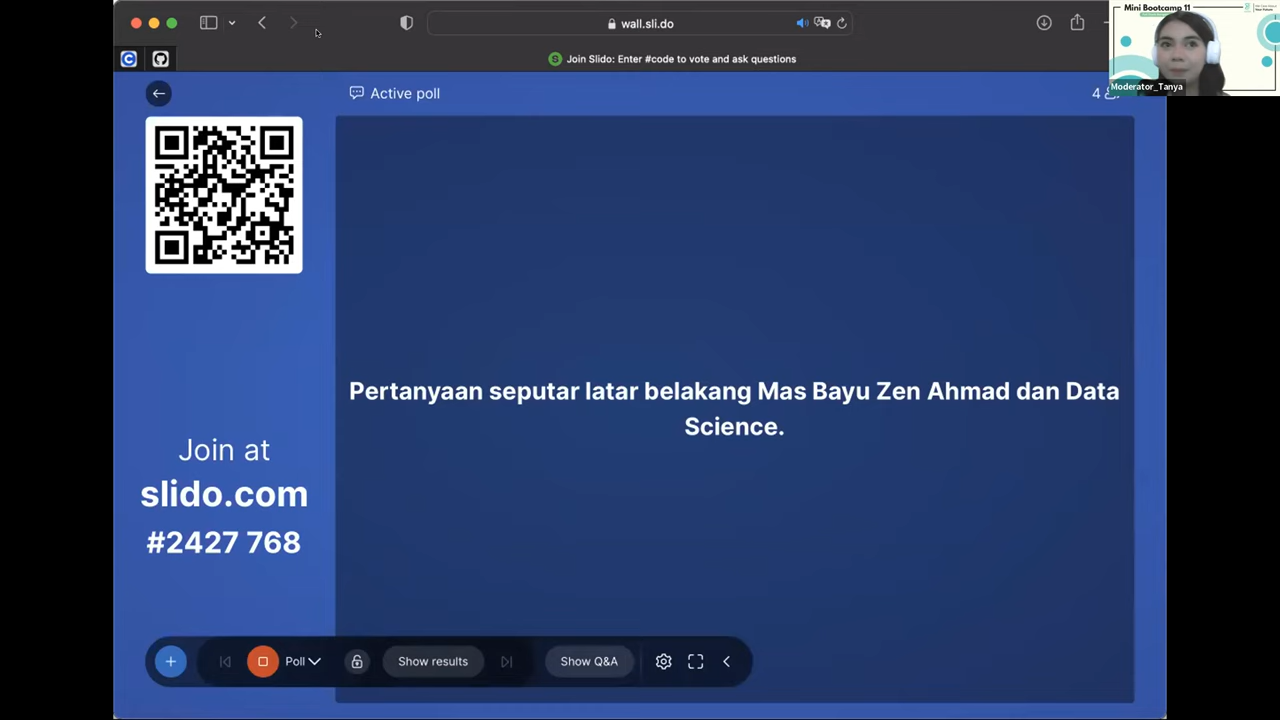 wall.sli.do
Join Slido: Enter #code to vote and ask questions
Mini Bootcamp 11
Moderator_Tanya
Active poll
4
Pertanyaan seputar latar belakang Mas Bayu Zen Ahmad dan Data
Science.
Join at
slido.com
#2427 768
Poll
Show results
Show Q&A